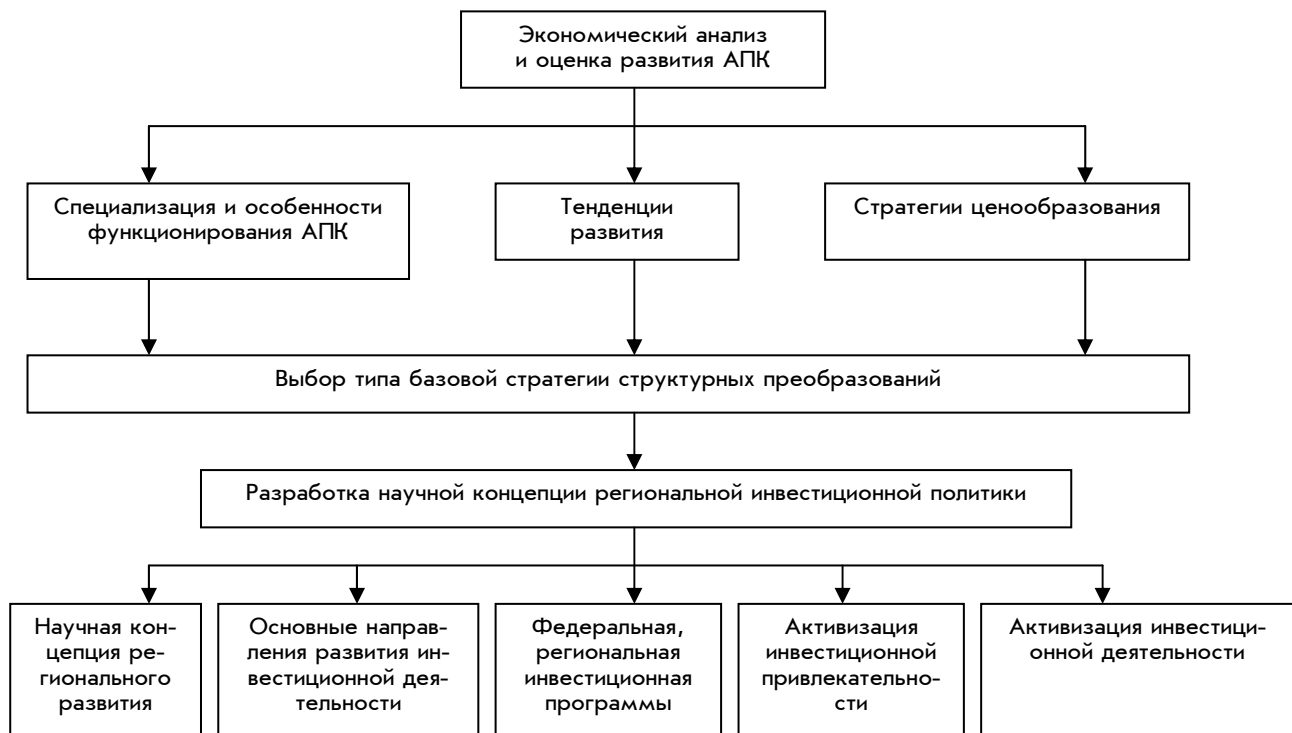 Экономический анализ
и оценка развития АПК
Специализация и особенности
функционирования АПК
Тенденции
развития
Стратегии ценообразования
Выбор типа базовой стратегии структурных преобразований
Разработка научной концепции региональной инвестиционной политики
Научная кон-
цепция ре-
гионального
развития
Основные направ-
ления развития ин-
вестиционной дея-
тельности
Федеральная,
региональная
инвестиционная
программы
Активизация
инвестиционной
привлекательно-
сти
Активизация инвестици-
онной деятельности